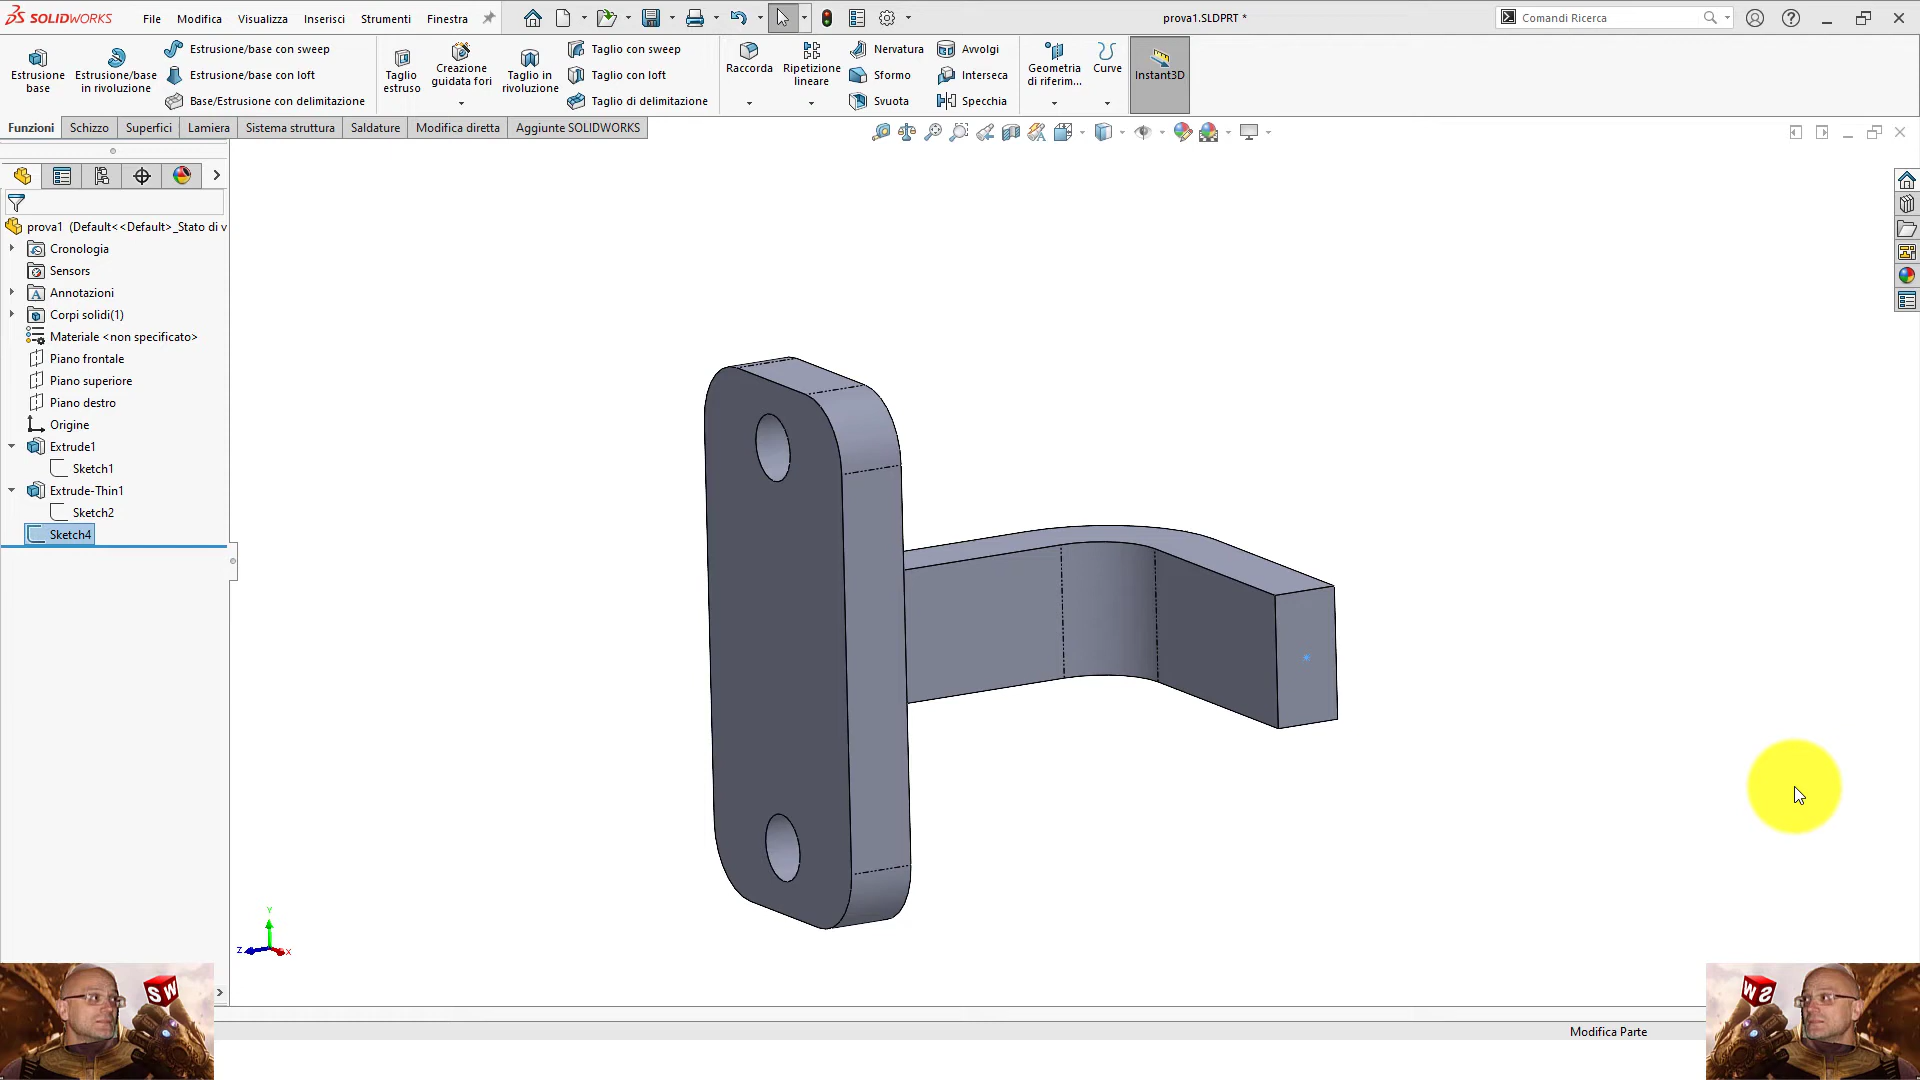 SOLIDWORKS File Modifica Visualizza Inserisci Strumenti Finestra prova1.SLDPRT * Comandi Ricerca
Estrusione base
Estrusione/base in rivoluzione
Estrusione/base con sweep
Estrusione/base con loft
Base/Estrusione con delimitazione
Taglio estruso
Creazione guidata fori
Taglio in rivoluzione
Taglio con sweep
Taglio con loft
Taglio di delimitazione
Raccorda
Ripetizione lineare
Nervatura
Sformo
Svuota
Avvolgi
Interseca
Specchia
Geometria di riferim...
Curve
Instant3D
Funzioni Schizzo Superfici Lamiera Sistema struttura Saldature Modifica diretta Aggiunte SOLIDWORKS
prova1 (Default<<Default>_Stato di v
Cronologia
Sensors
Annotazioni
Corpi solidi(1)
Materiale <non specificato>
Piano frontale
Piano superiore
Piano destro
Origine
Extrude1
Sketch1
Extrude-Thin1
Sketch2
Sketch4
Y
Z
X
SW
SW
Modifica Parte